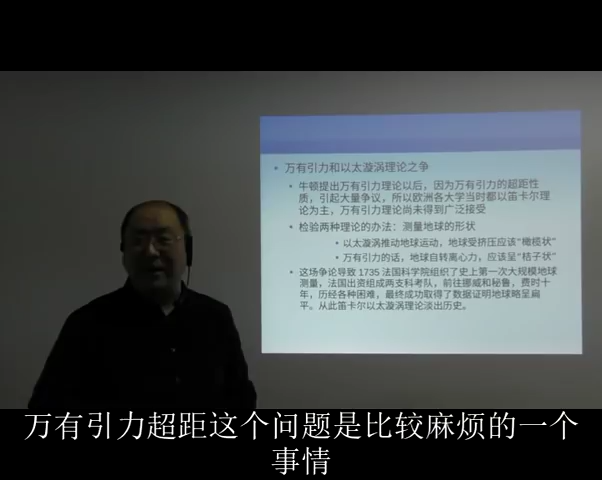 万有引力和以太漩涡理论之争
牛顿提出万有引力理论以后，因为万有引力的超距性
质，引起大量争议，所以欧洲各大学当时都以笛卡尔理
论为主，万有引力理论尚未得到广泛接受
检验两种理论的办法：测量地球的形状
以太漩涡推动地球运动，地球受挤压应该“橄榄状”
万有引力的话，地球自转离心力，应该呈“桔子状”
这场争论导致 1735 法国科学院组织了史上第一次大规模地球
测量，法国出资组成两支科考队，前往挪威和秘鲁，费时十
年，历经各种困难，最终成功取得了数据证明地球略呈扁
平。从此笛卡尔以太漩涡理论淡出历史。
万有引力超距这个问题是比较麻烦的一个
事情